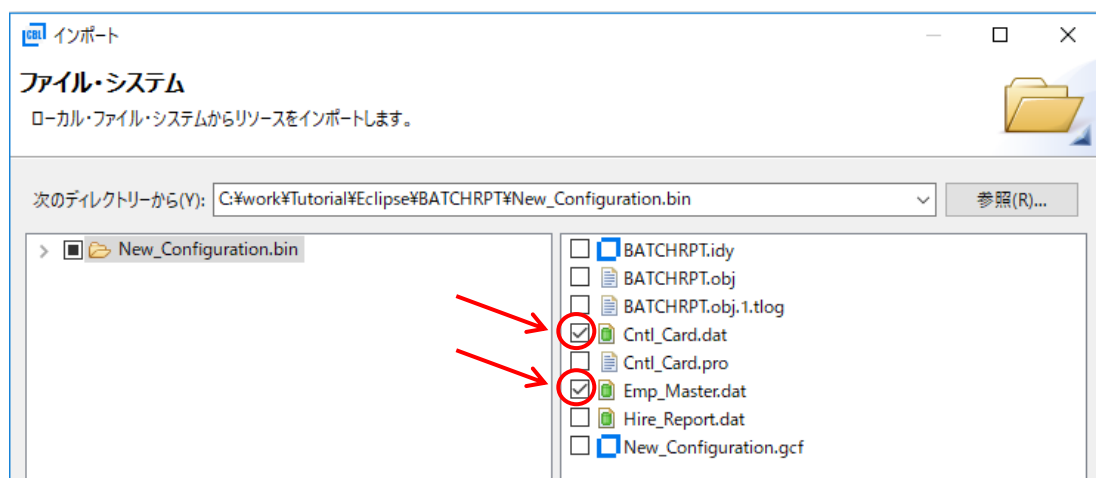 CBL インポート
ファイル・システム
ローカル・ファイル・システムからリソースをインポートします。
次のディレクトリーから(Y): C:¥work¥Tutorial¥Eclipse¥BATCHRPT¥New_Configuration.bin 参照(R)...
New_Configuration.bin
BATCHRPT.idy
BATCHRPT.obj
BATCHRPT.obj.1.tlog
Cntl_Card.dat
Cntl_Card.pro
Emp_Master.dat
Hire_Report.dat
New_Configuration.gcf